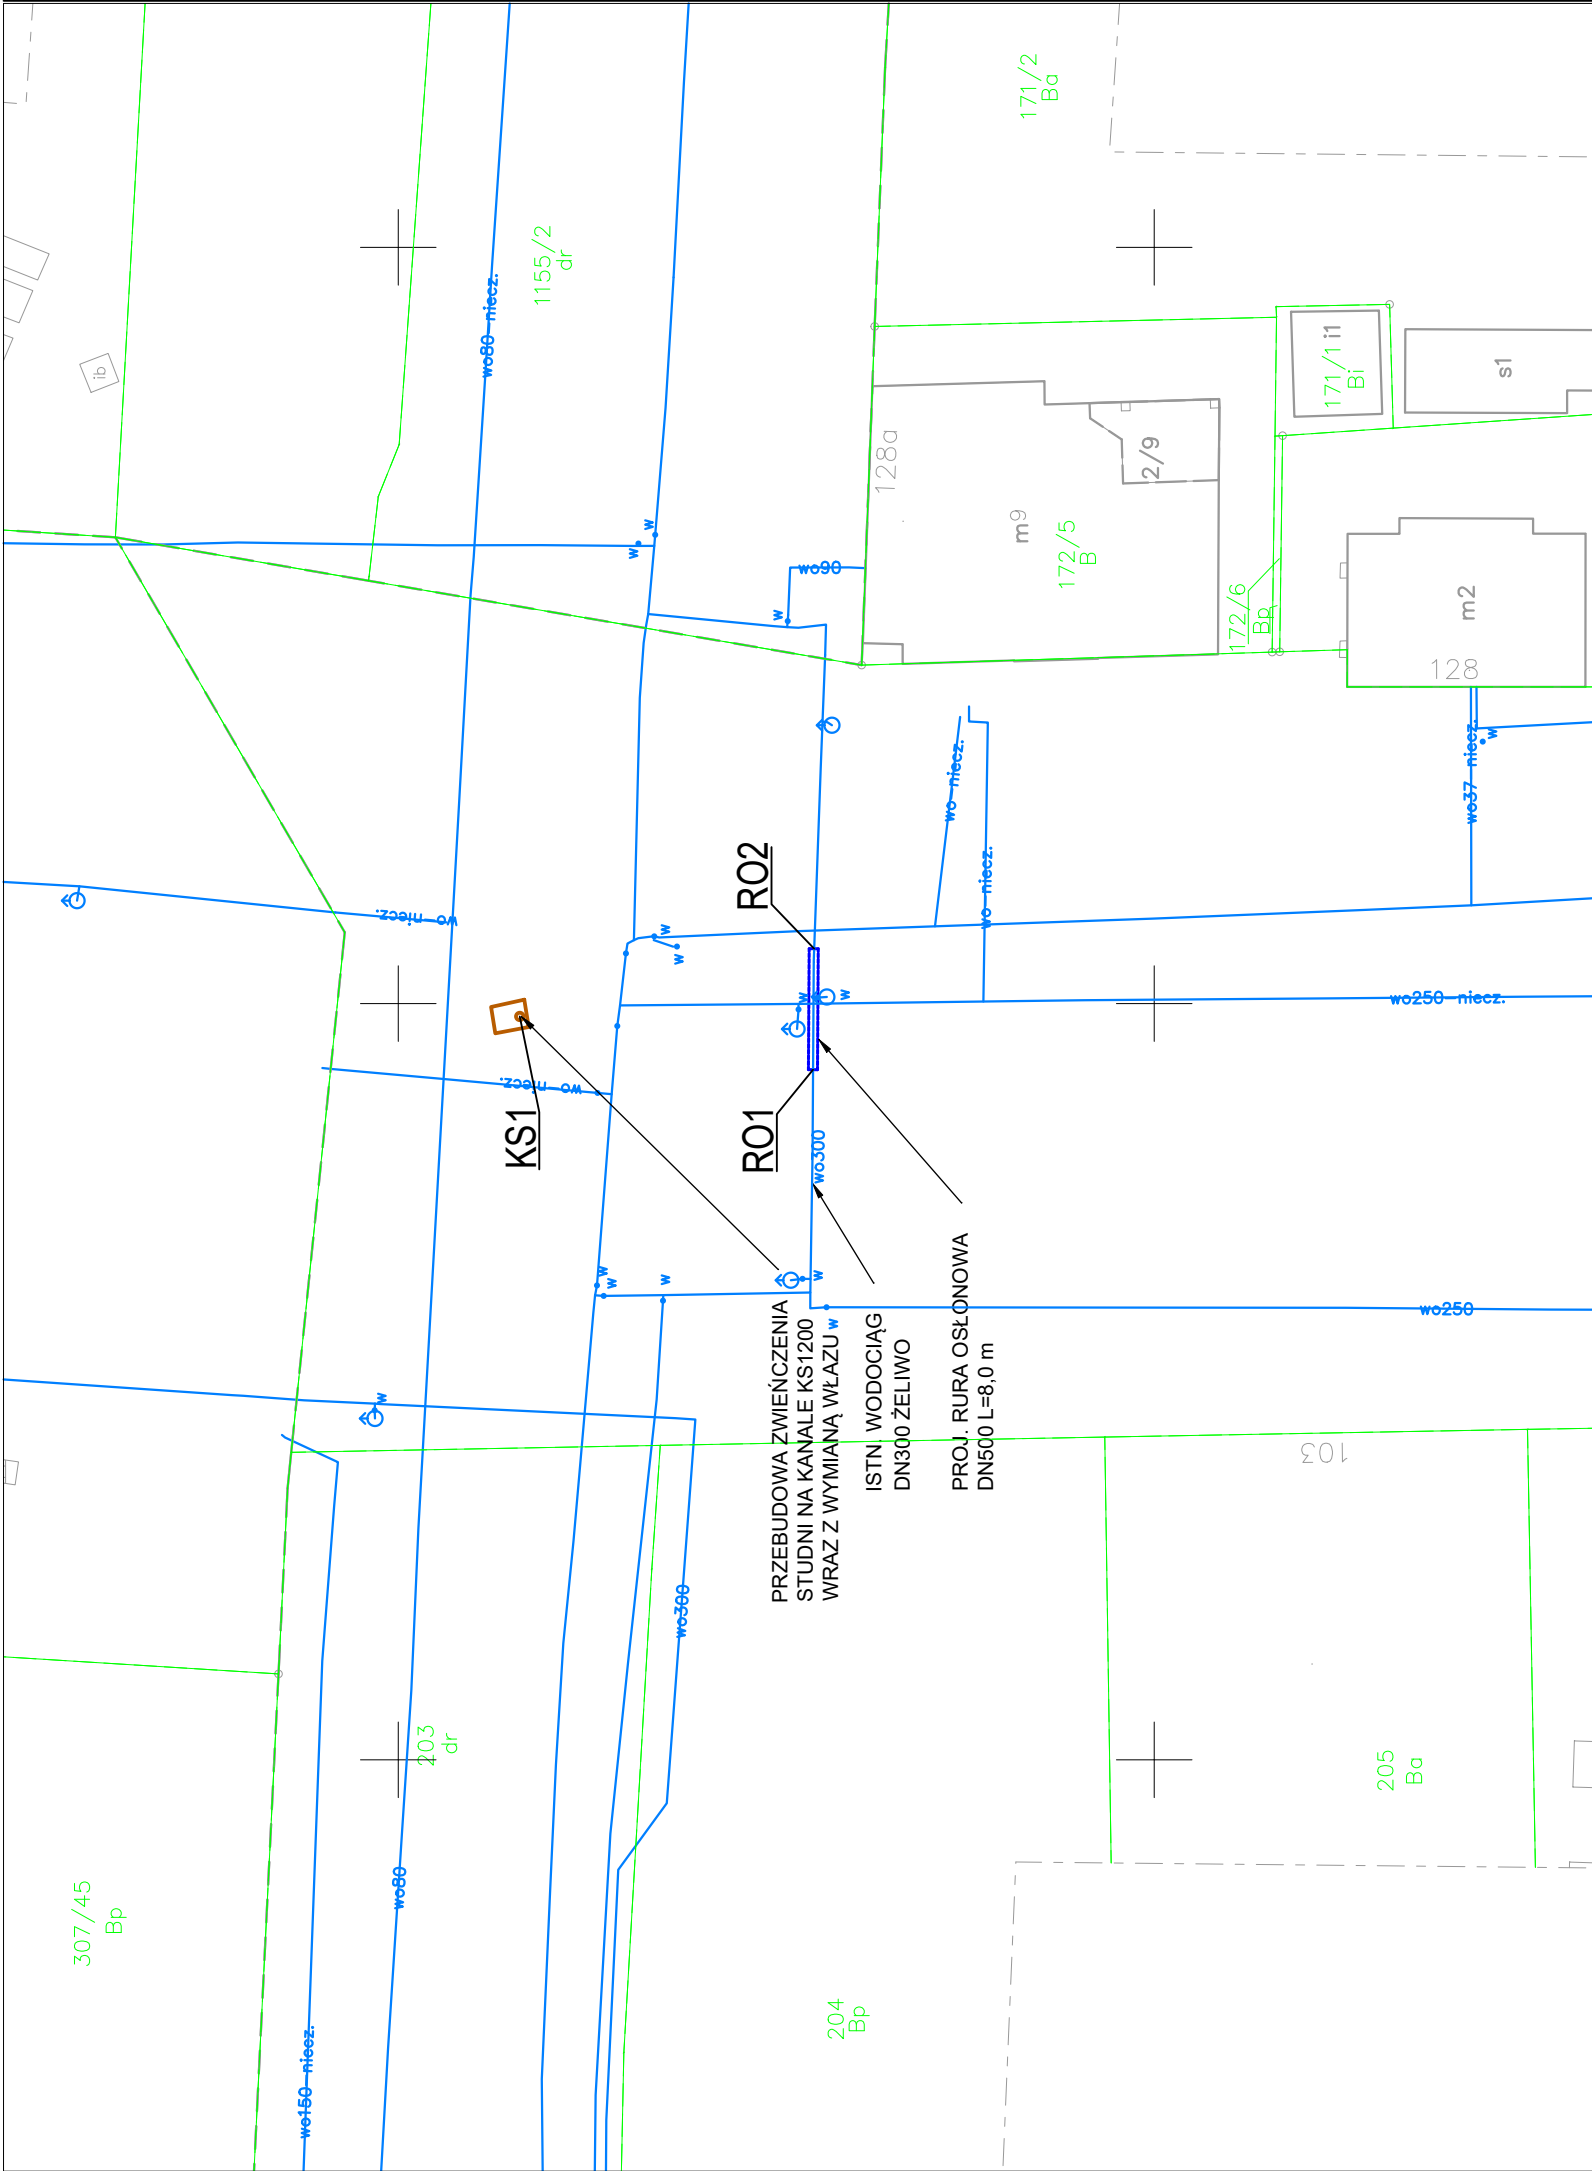 171/2
Ba
1155/2
dr
wo80-niecz.
ib
128a
2/9
m9
172/5
B
171/1
Bi
i1
s1
172/6
Bp
m2
128
w
w
w
wo90
wo-niecz.
wo-niecz.
wo37-niecz.
w
wo-niecz.
RO2
w
w
w
w
wo250-niecz.
wo-niecz.
KS1
RO1
wo300
w
w
w
w
w
wo250
PRZEBUDOWA ZWIEŃCZENIA
STUDNI NA KANALE KS1200
WRAZ Z WYMIANĄ WŁAZU
ISTN. WODOCIĄG
DN300 ŻELIWO
PROJ. RURA OSŁONOWA
DN500 L=8,0 m
w
103
wo300
203
dr
205
Ba
wo80
307/45
Bp
204
Bp
wo150-niecz.